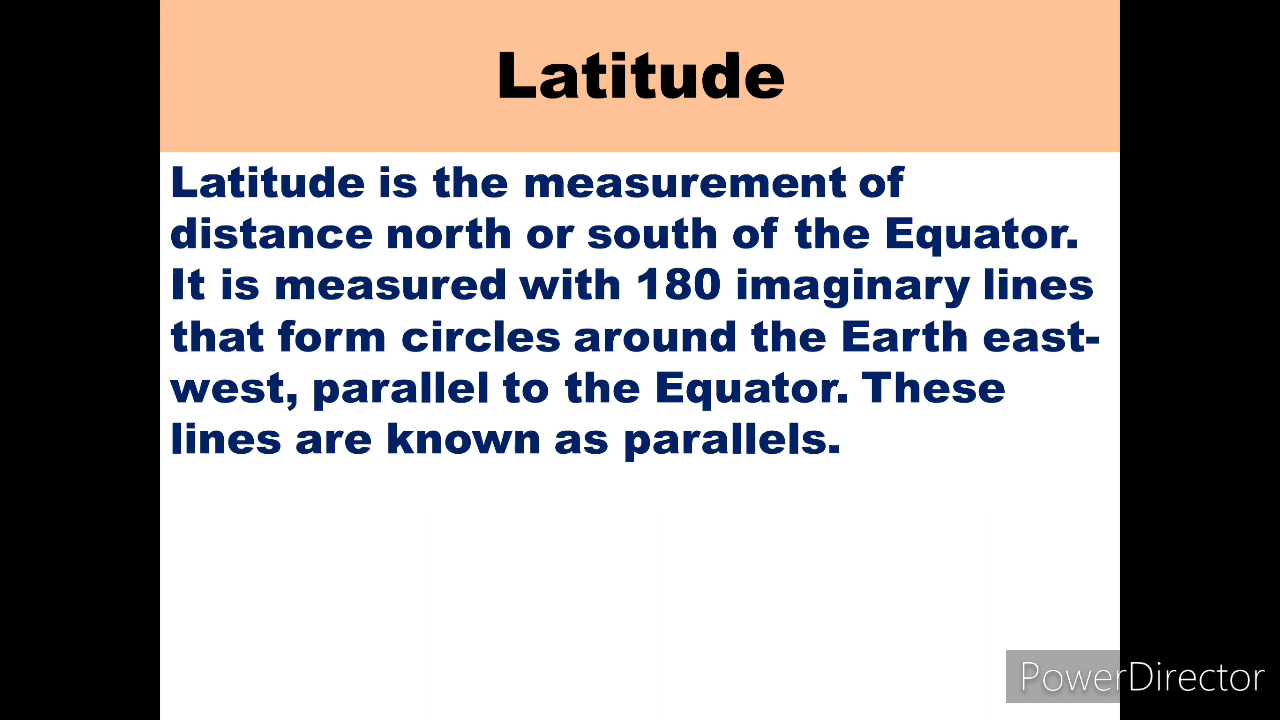 Latitude
Latitude is the measurement of
distance north or south of the Equator.
It is measured with 180 imaginary lines
that form circles around the Earth east-
west, parallel to the Equator. These
lines are known as parallels.
PowerDirector